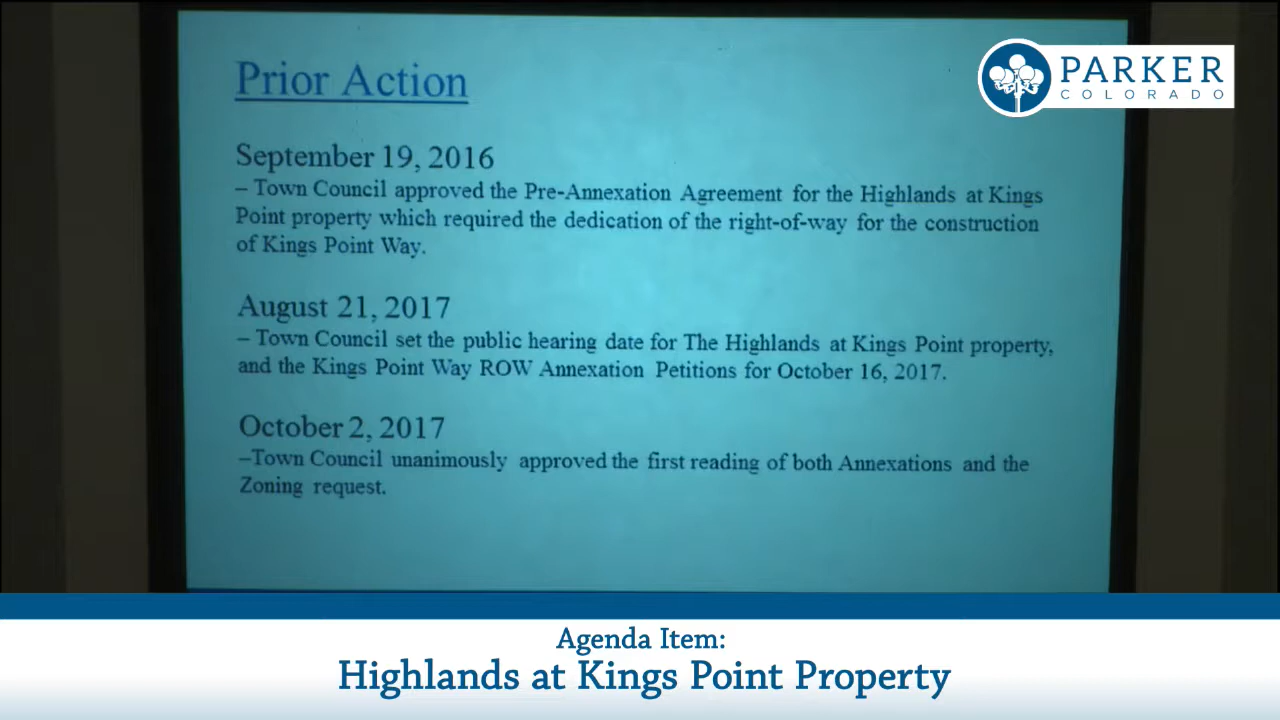 Prior Action
PARKER
COLORADO
September 19, 2016
– Town Council approved the Pre-Annexation Agreement for the Highlands at Kings
Point property which required the dedication of the right-of-way for the construction
of Kings Point Way.
August 21, 2017
– Town Council set the public hearing date for The Highlands at Kings Point property,
and the Kings Point Way ROW Annexation Petitions for October 16, 2017.
October 2, 2017
–Town Council unanimously approved the first reading of both Annexations and the
Zoning request.
Agenda Item:
Highlands at Kings Point Property